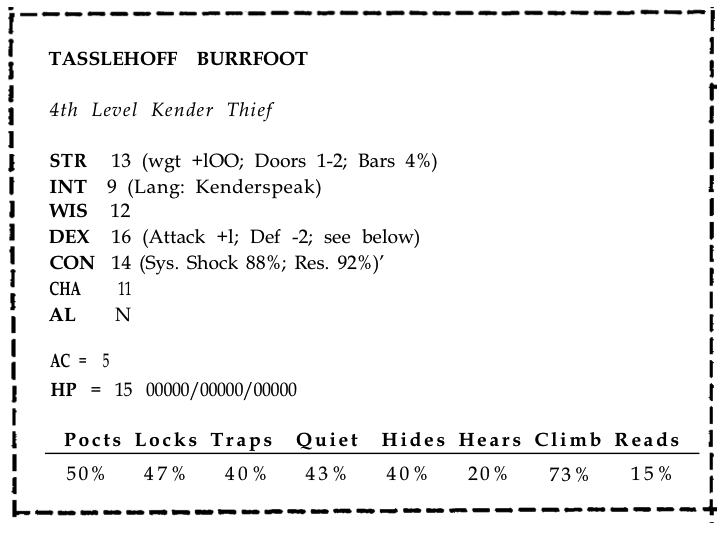 TASSLEHOFF BURRFOOT
4th Level Kender Thief
STR 13 (wgt +lOO; Doors 1-2; Bars 4%)
INT 9 (Lang: Kenderspeak)
WIS 12
DEX 16 (Attack +l; Def -2; see below)
CON 14 (Sys. Shock 88%; Res. 92%)’
CHA 11
AL N
AC = 5
HP = 15 00000/00000/00000
Pocts Locks Traps Quiet Hides Hears Climb Reads
50% 47% 40% 43% 40% 20% 73% 15%